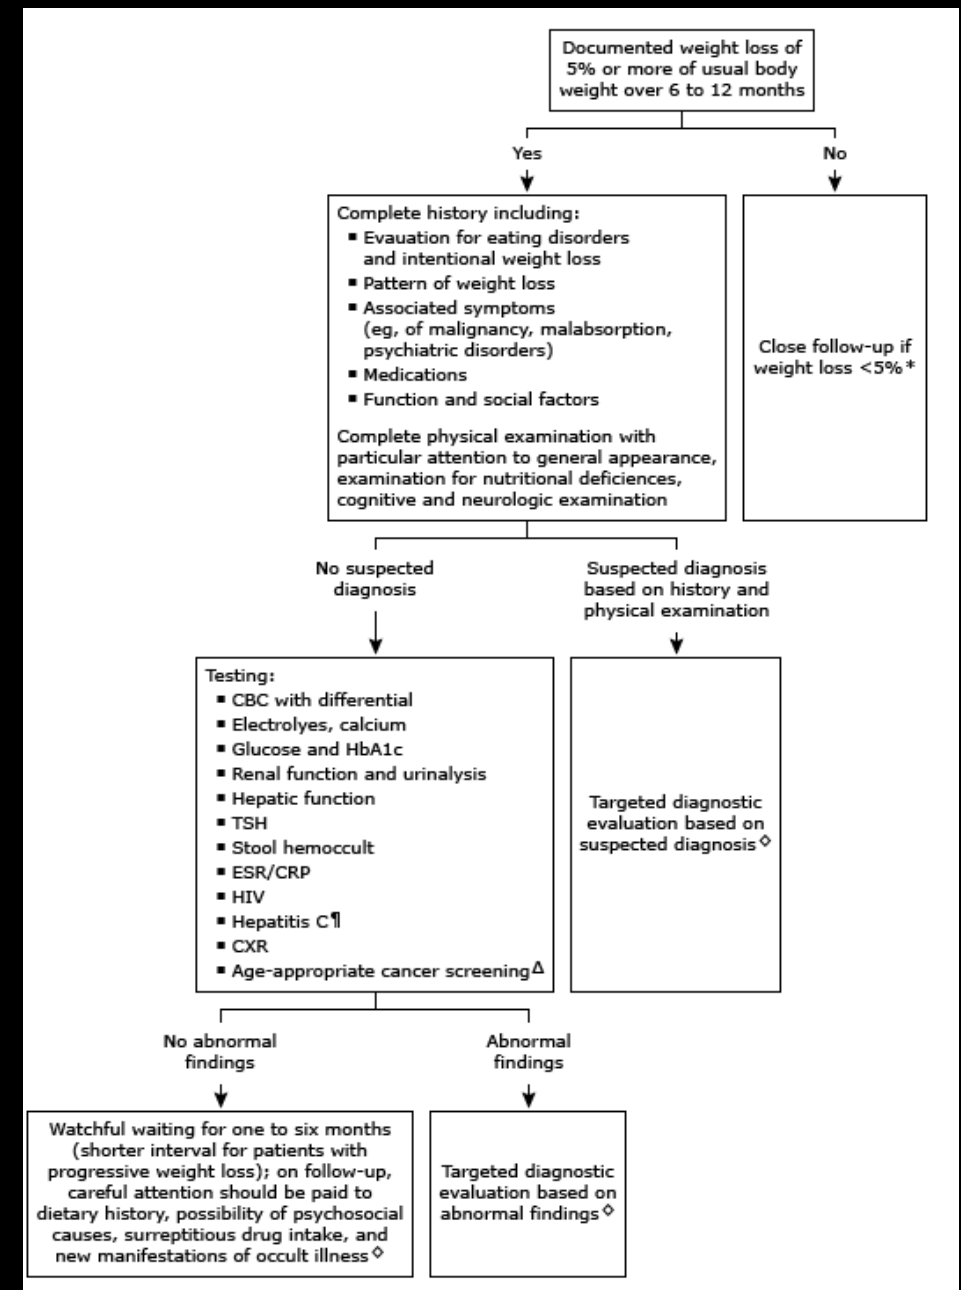 Documented weight loss of
5% or more of usual body
weight over 6 to 12 months
Yes
No
Complete history including:
▪ Evauation for eating disorders
and intentional weight loss
▪ Pattern of weight loss
▪ Associated symptoms
(eg, of malignancy, malabsorption,
psychiatric disorders)
▪ Medications
▪ Function and social factors
Complete physical examination with
particular attention to general appearance,
examination for nutritional deficiences,
cognitive and neurologic examination
Close follow-up if
weight loss <5%*
No suspected
diagnosis
Suspected diagnosis
based on history and
physical examination
Testing:
▪ CBC with differential
▪ Electrolyes, calcium
▪ Glucose and HbA1c
▪ Renal function and urinalysis
▪ Hepatic function
▪ TSH
▪ Stool hemoccult
▪ ESR/CRP
▪ HIV
▪ Hepatitis C¶
▪ CXR
▪ Age-appropriate cancer screeningΔ
Targeted diagnostic
evaluation based on
suspected diagnosis◇
No abnormal
findings
Abnormal
findings
Watchful waiting for one to six months
(shorter interval for patients with
progressive weight loss); on follow-up,
careful attention should be paid to
dietary history, possibility of psychosocial
causes, surreptitious drug intake, and
new manifestations of occult illness◇
Targeted diagnostic
evaluation based on
abnormal findings◇